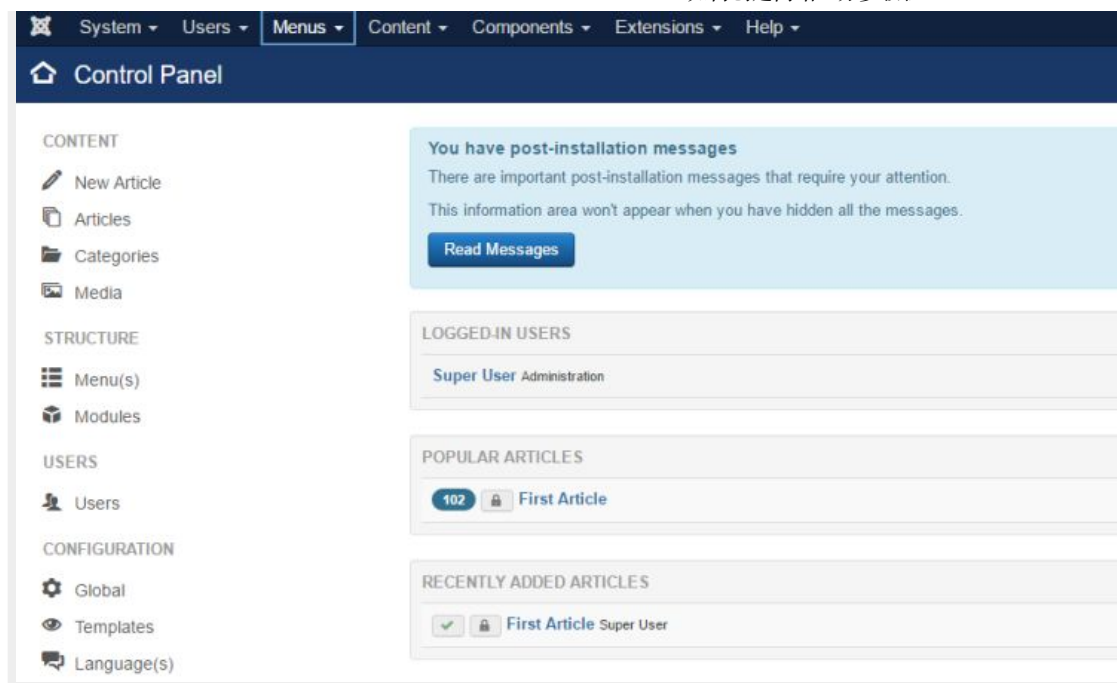 System Users Menus Content Components Extensions Help
Control Panel
CONTENT
New Article
Articles
Categories
Media
STRUCTURE
Menu(s)
Modules
USERS
Users
CONFIGURATION
Global
Templates
Language(s)
You have post-installation messages
There are important post-installation messages that require your attention.
This information area won't appear when you have hidden all the messages.
Read Messages
LOGGED-IN USERS
Super User Administration
POPULAR ARTICLES
102 First Article
RECENTLY ADDED ARTICLES
First Article Super User